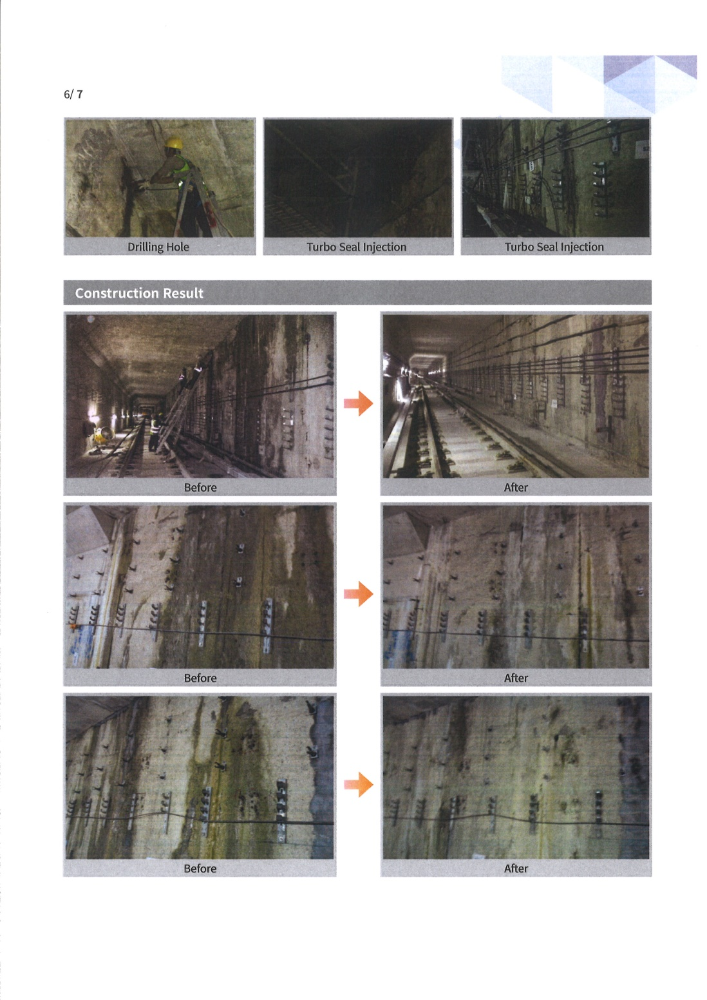 6/ 7
Drilling Hole
Turbo Seal Injection
Turbo Seal Injection
Construction Result
Before
After
Before
After
Before
After